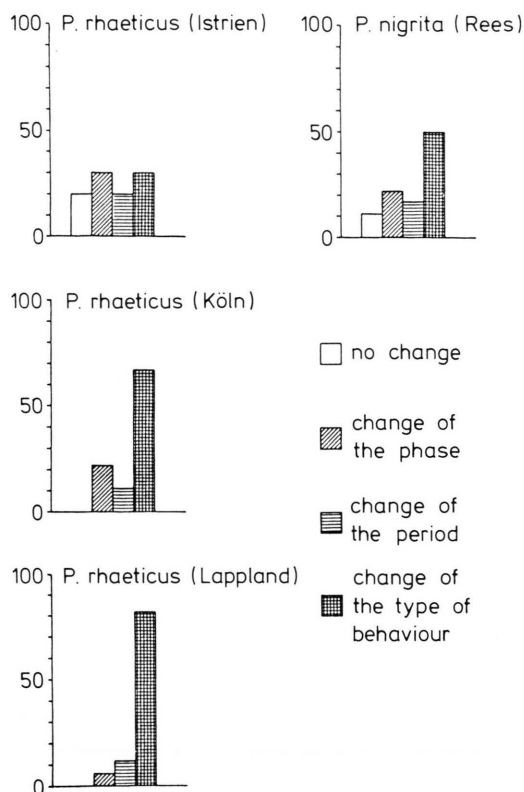 P. rhaeticus (Istrien)
100
50
0
P. nigrita (Rees)
100
50
0
P. rhaeticus (Köln)
100
50
0
no change
change of
the phase
change of
the period
change of
the type of
behaviour
P. rhaeticus (Lappland)
100
50
0